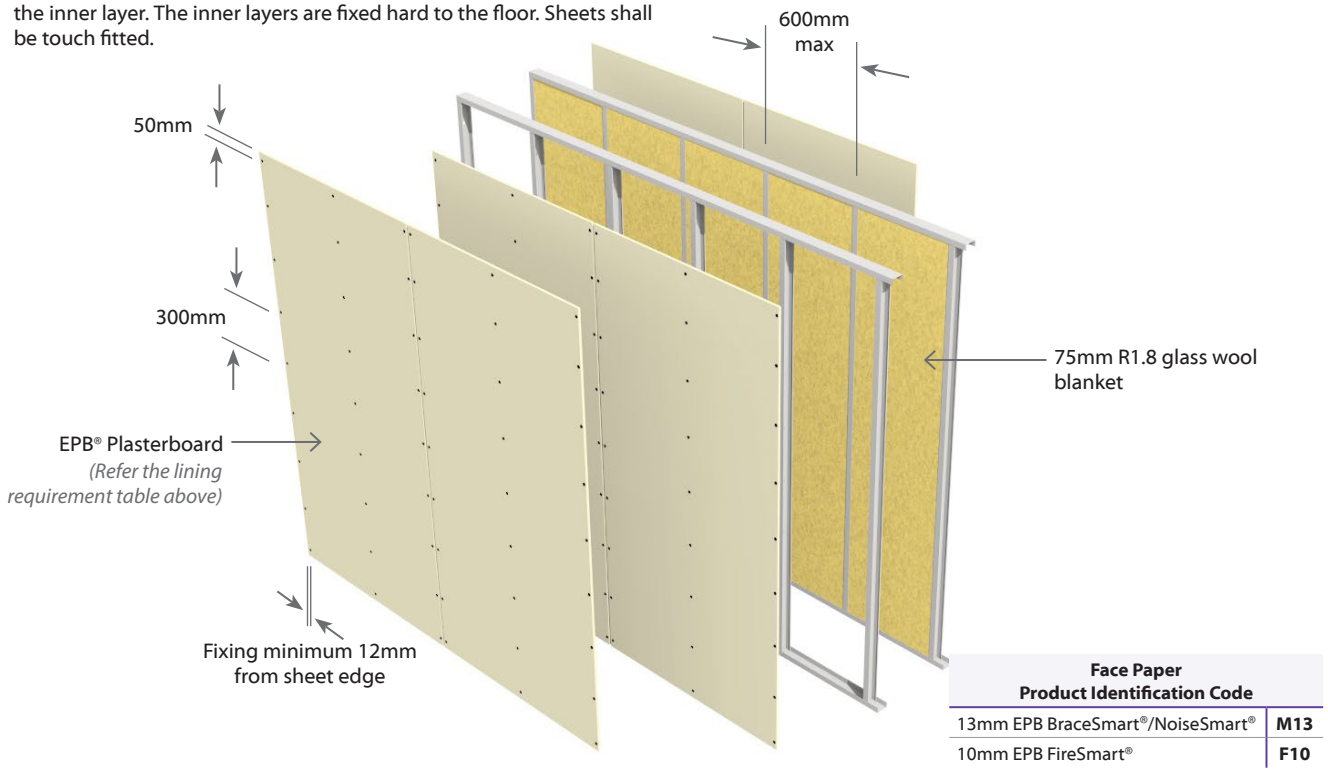 the inner layer. The inner layers are fixed hard to the floor. Sheets shall
be touch fitted.
600mm
max
50mm
300mm
75mm R1.8 glass wool
blanket
EPB® Plasterboard
(Refer the lining
requirement table above)
Fixing minimum 12mm
from sheet edge
Face Paper
Product Identification Code
13mm EPB BraceSmart®/NoiseSmart® M13
10mm EPB FireSmart® F10